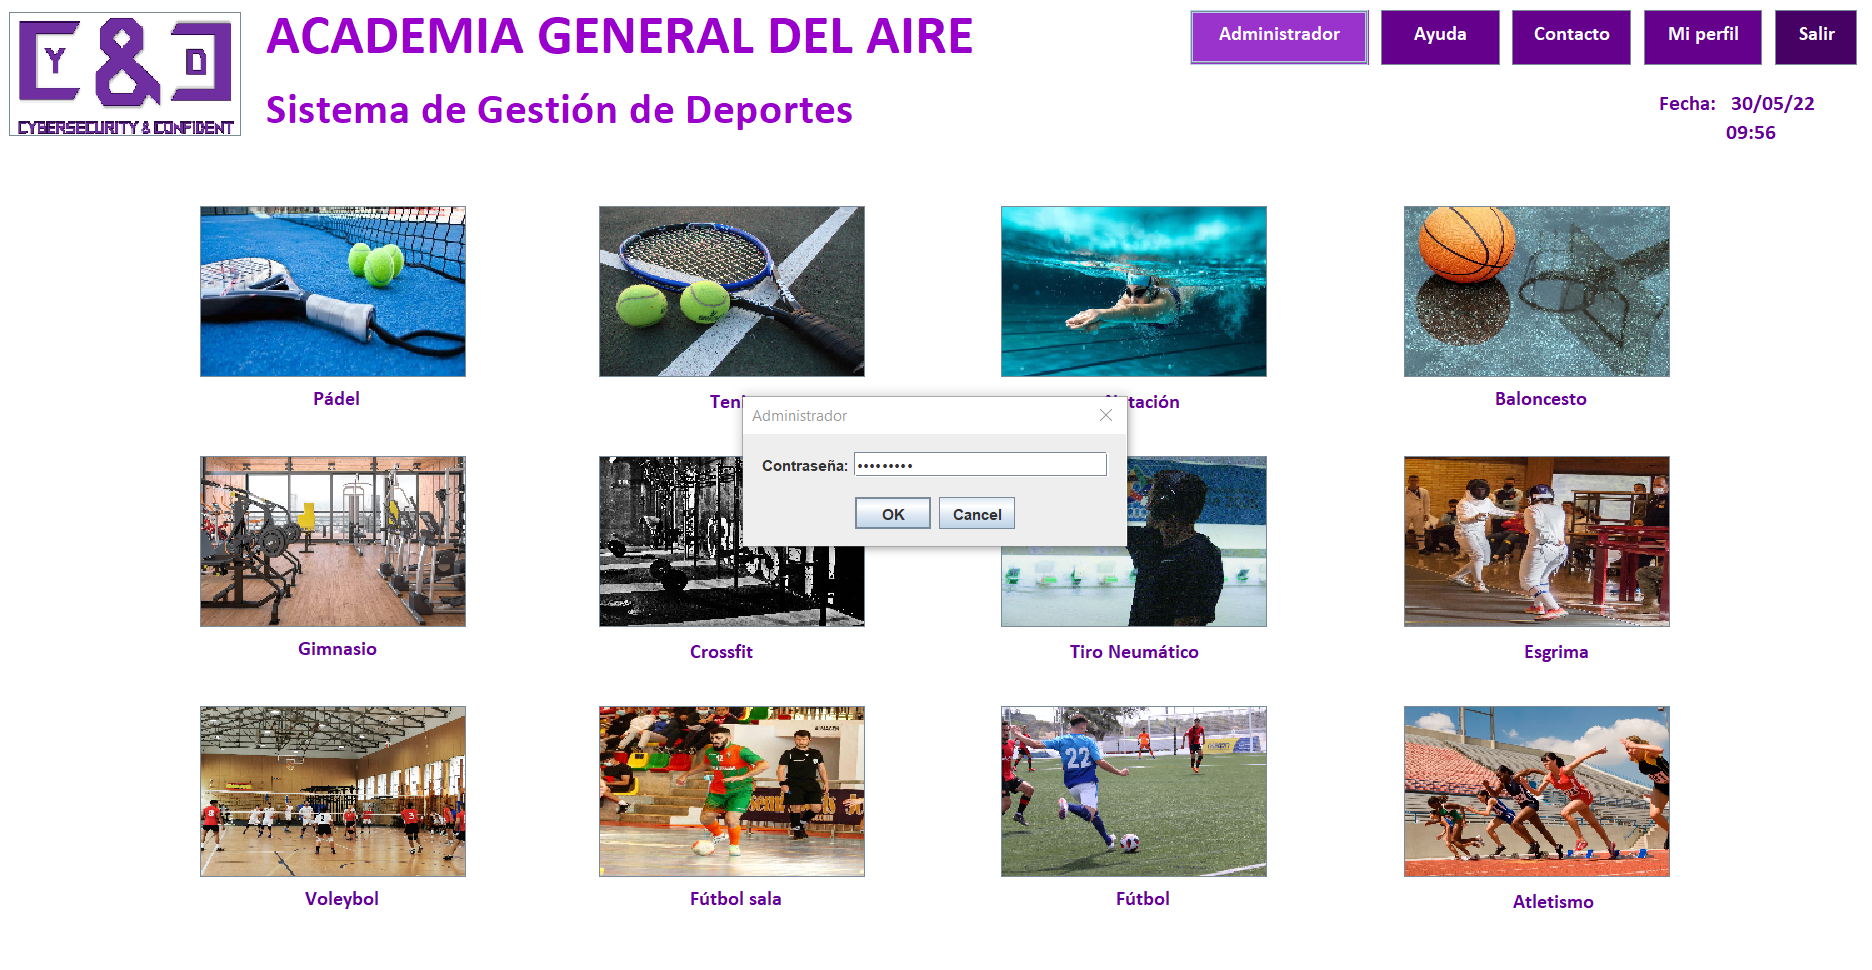 Y & D
CYBERSECURITY & CONFIDENT
ACADEMIA GENERAL DEL AIRE
Sistema de Gestión de Deportes
Administrador
Ayuda
Contacto
Mi perfil
Salir
Fecha: 30/05/22
09:56
Pádel
Teni
tación
Baloncesto
Administrador
Contraseña: •••••••••
OK
Cancel
Gimnasio
Crossfit
Tiro Neumático
Esgrima
12
22
Voleybol
Fútbol sala
Fútbol
Atletismo